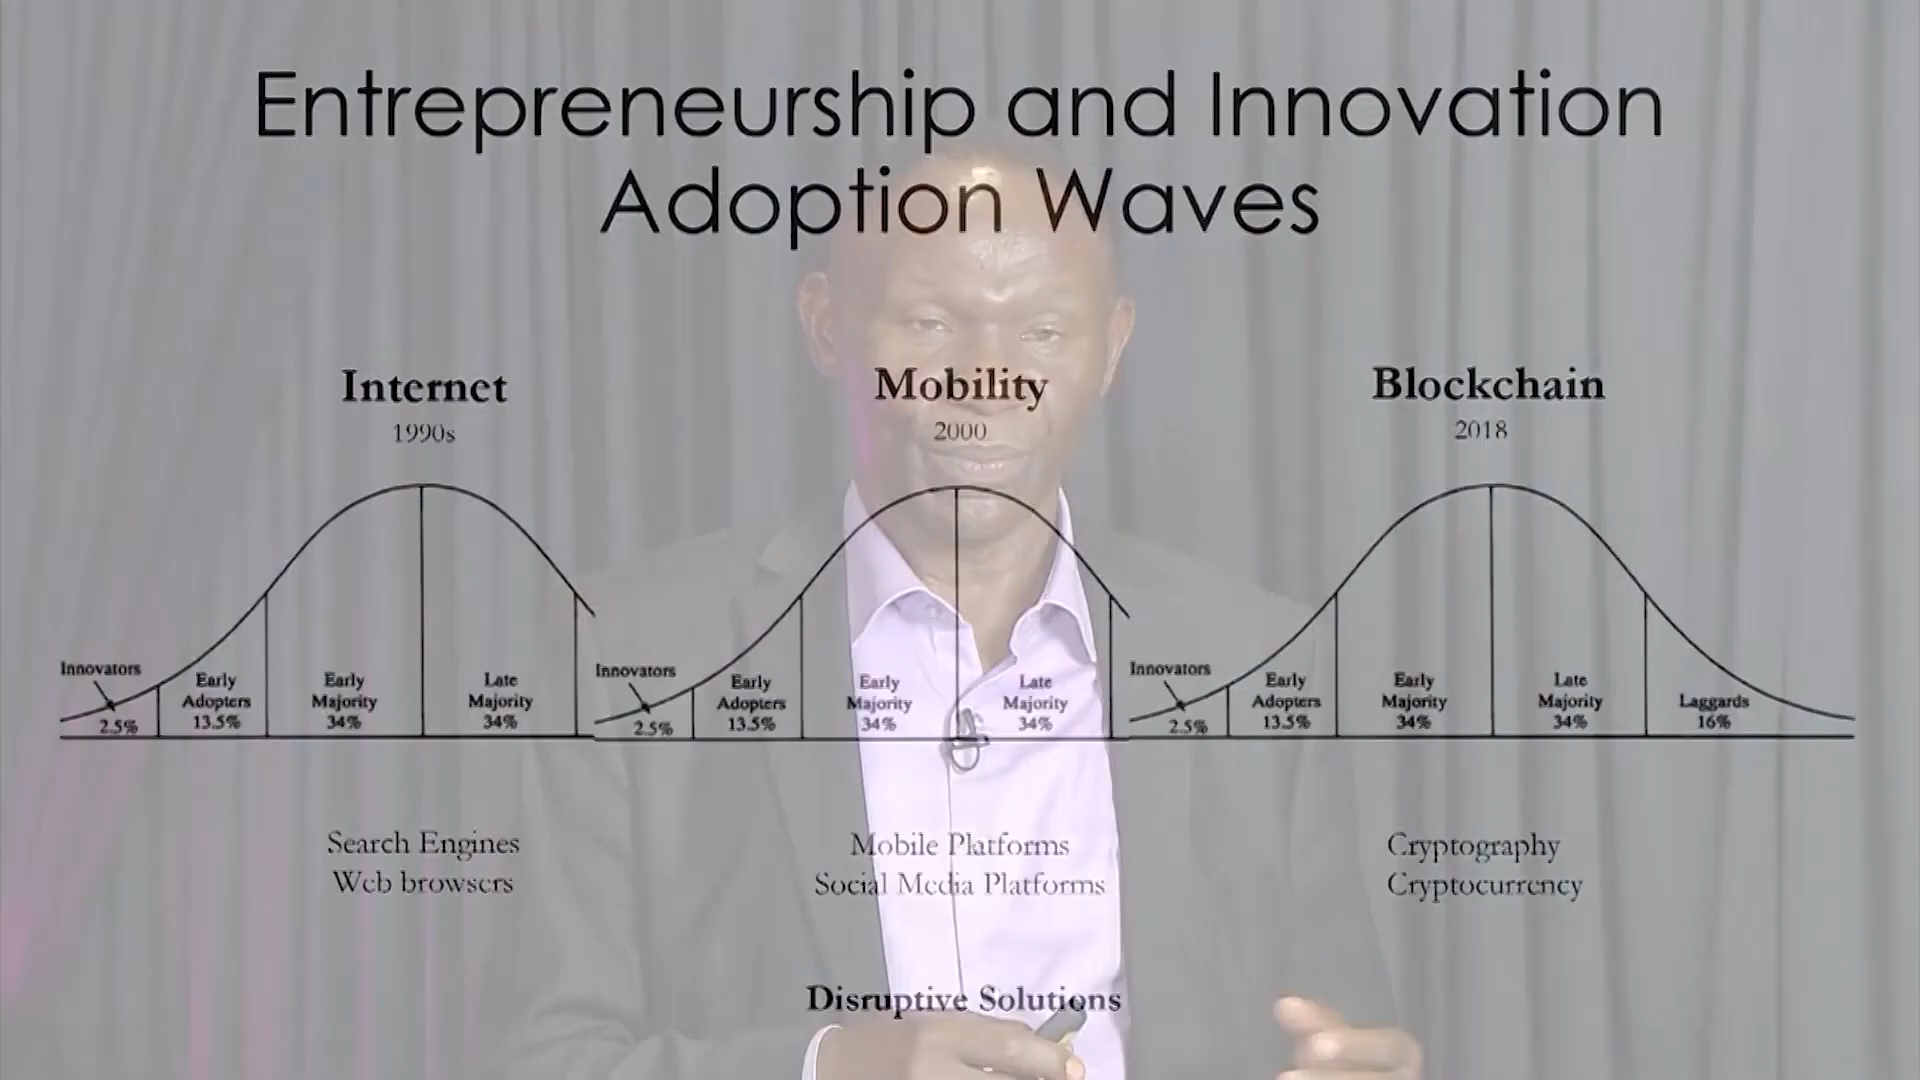 Entrepreneurship and Innovation
Adoption Waves
Internet
1990s
Mobility
2000
Blockchain
2018
Innovators
2.5%
Early
Adopters
13.5%
Early
Majority
34%
Late
Majority
34%
Innovators
2.5%
Early
Adopters
13.5%
Early
Majority
34%
Late
Majority
34%
Innovators
2.5%
Early
Adopters
13.5%
Early
Majority
34%
Late
Majority
34%
Laggards
16%
Search Engines
Web browsers
Mobile Platforms
Social Media Platforms
Cryptography
Cryptocurrency
Disruptive Solutions